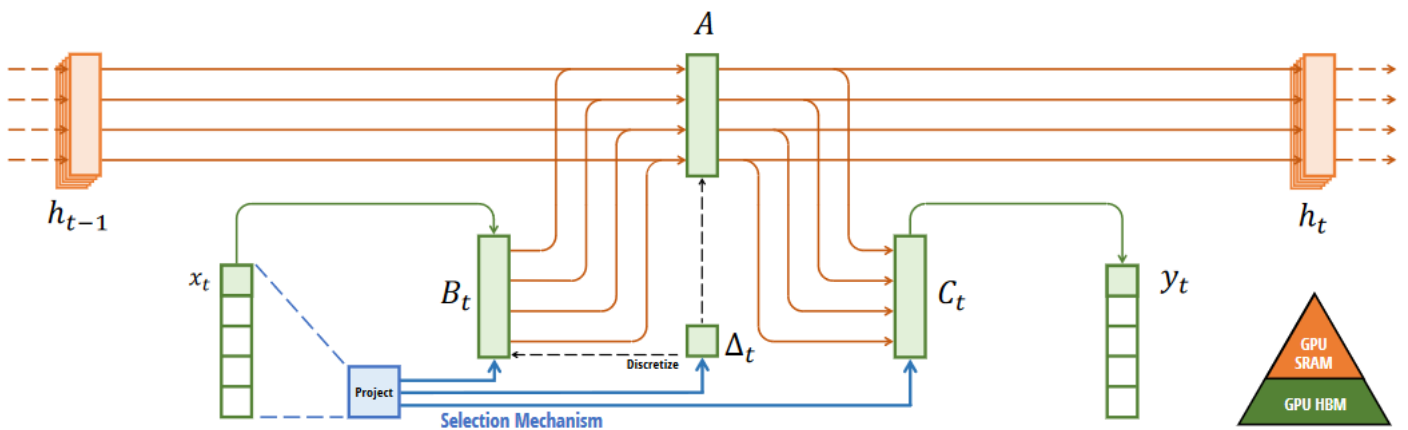 A
h_{t-1}
h_t
x_t
B_t
C_t
y_t
Δ_t
Discretize
Project
Selection Mechanism
GPU
SRAM
GPU HBM